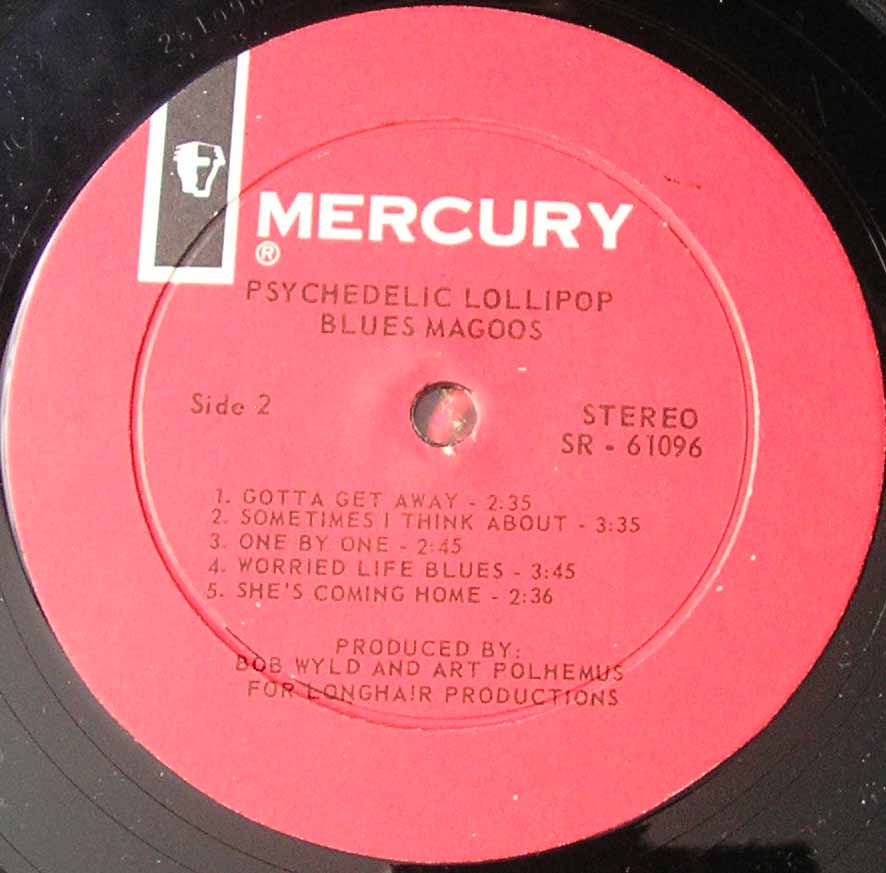 MERCURY
®
PSYCHEDELIC LOLLIPOP
BLUES MAGOOS
Side 2
STEREO
SR - 61096
1. GOTTA GET AWAY - 2:35
2. SOMETIMES I THINK ABOUT - 3:35
3. ONE BY ONE - 2:45
4. WORRIED LIFE BLUES - 3:45
5. SHE'S COMING HOME - 2:36
PRODUCED BY:
BOB WYLD AND ART POLHEMUS
FOR LONGHAIR PRODUCTIONS